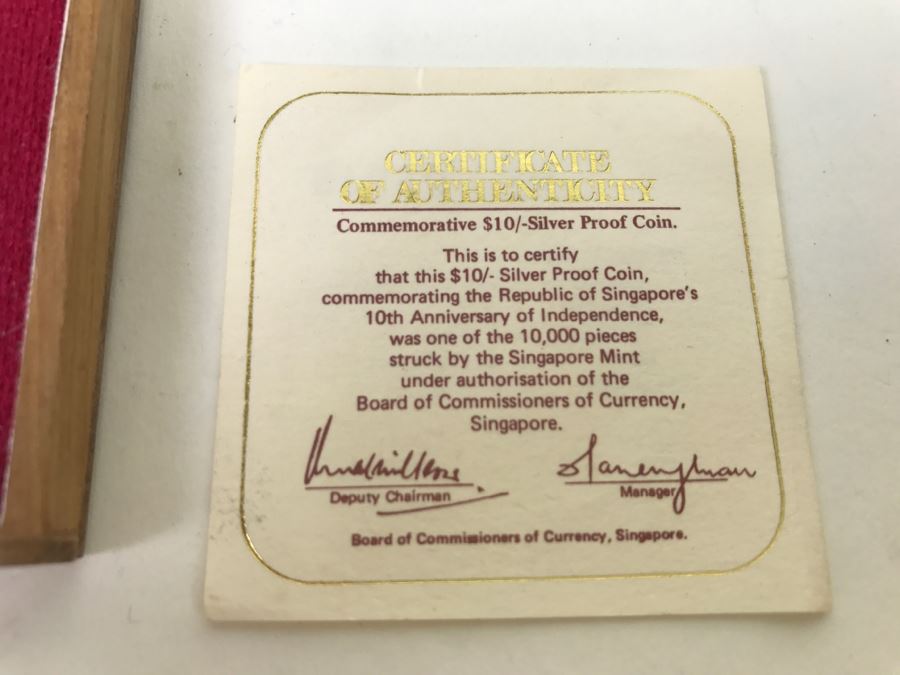 CERTIFICATE
OF AUTHENTICITY
Commemorative $10/-Silver Proof Coin.
This is to certify
that this $10/- Silver Proof Coin,
commemorating the Republic of Singapore's
10th Anniversary of Independence,
was one of the 10,000 pieces
struck by the Singapore Mint
under authorisation of the
Board of Commissioners of Currency,
Singapore.
Deputy Chairman
Manager
Board of Commissioners of Currency, Singapore.